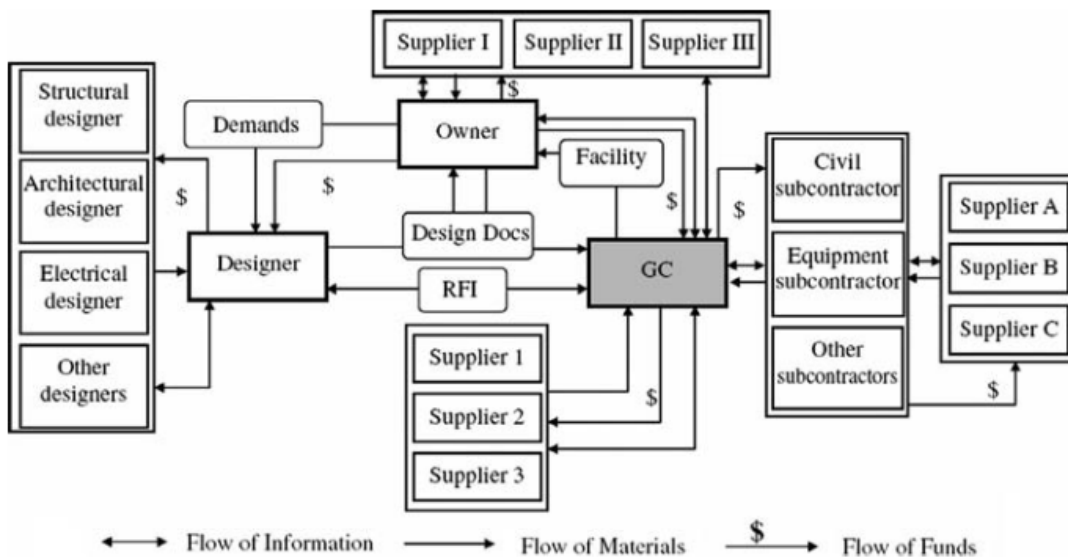 Supplier I
Supplier II
Supplier III
$
Structural
designer
Architectural
designer
Electrical
designer
Other
designers
$
Demands
Owner
$
Facility
$
Design Docs
Designer
RFI
GC
$
Civil
subcontractor
Equipment
subcontractor
Other
subcontractors
Supplier A
Supplier B
Supplier C
$
Supplier 1
Supplier 2
Supplier 3
$
Flow of Information
Flow of Materials
$
Flow of Funds